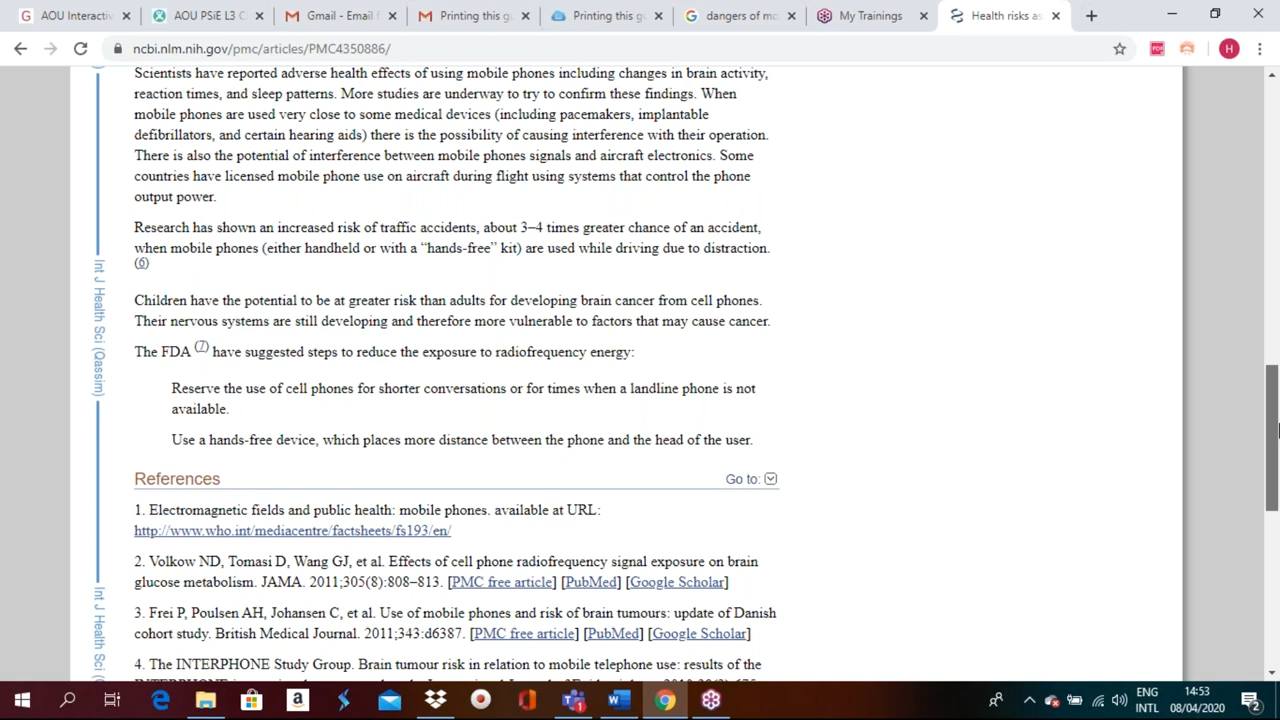 AOU Interactiv
AOU PSiE L3 C
Gmail - Email f
Printing this gu
Printing this gu
dangers of mo
My Trainings
Health risks as
ncbi.nlm.nih.gov/pmc/articles/PMC4350886/
PDF
H
Scientists have reported adverse health effects of using mobile phones including changes in brain activity,
reaction times, and sleep patterns. More studies are underway to try to confirm these findings. When
mobile phones are used very close to some medical devices (including pacemakers, implantable
defibrillators, and certain hearing aids) there is the possibility of causing interference with their operation.
There is also the potential of interference between mobile phones signals and aircraft electronics. Some
countries have licensed mobile phone use on aircraft during flight using systems that control the phone
output power.
Research has shown an increased risk of traffic accidents, about 3–4 times greater chance of an accident,
when mobile phones (either handheld or with a “hands-free” kit) are used while driving due to distraction.
(6)
Int J Health Sci (Qassim)
Children have the potential to be at greater risk than adults for developing brain cancer from cell phones.
Their nervous systems are still developing and therefore more vulnerable to factors that may cause cancer.
The FDA (7) have suggested steps to reduce the exposure to radiofrequency energy:
Reserve the use of cell phones for shorter conversations or for times when a landline phone is not
available.
Use a hands-free device, which places more distance between the phone and the head of the user.
References
Go to:
1. Electromagnetic fields and public health: mobile phones. available at URL:
http://www.who.int/mediacentre/factsheets/fs193/en/
2. Volkow ND, Tomasi D, Wang GJ, et al. Effects of cell phone radiofrequency signal exposure on brain
glucose metabolism. JAMA. 2011;305(8):808–813. [PMC free article] [PubMed] [Google Scholar]
3. Frei P, Poulsen AH, Johansen C, et al. Use of mobile phones and risk of brain tumours: update of Danish
cohort study. British Medical Journal. 2011;343:d6387. [PMC free article] [PubMed] [Google Scholar]
Int J Health Sci (
4. The INTERPHONE Study Group. Brain tumour risk in relation to mobile telephone use: results of the
ENG
INTL
14:53
08/04/2020
2